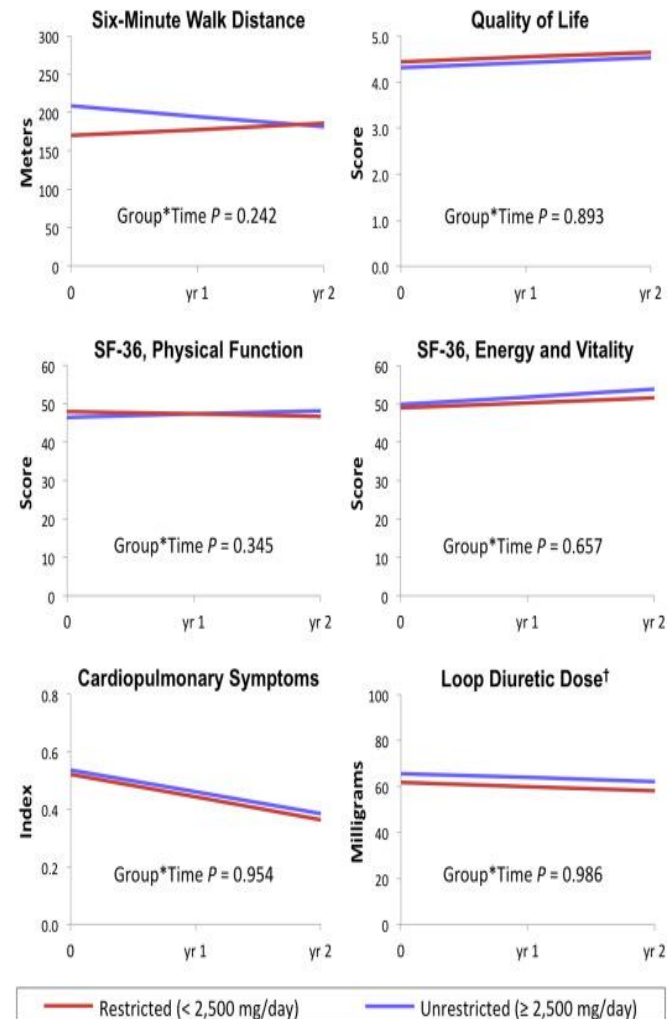 Six-Minute Walk Distance
300
250
200
150
100
50
0
Meters
Group*Time P = 0.242
0 yr 1 yr 2
Quality of Life
5.0
4.0
3.0
2.0
1.0
0.0
Score
Group*Time P = 0.893
0 yr 1 yr 2
SF-36, Physical Function
60
50
40
30
20
10
0
Score
Group*Time P = 0.345
0 yr 1 yr 2
SF-36, Energy and Vitality
60
50
40
30
20
10
0
Score
Group*Time P = 0.657
0 yr 1 yr 2
Cardiopulmonary Symptoms
0.8
0.6
0.4
0.2
0.0
Index
Group*Time P = 0.954
0 yr 1 yr 2
Loop Diuretic Dose†
100
80
60
40
20
0
Milligrams
Group*Time P = 0.986
0 yr 1 yr 2
Restricted (< 2,500 mg/day) Unrestricted (≥ 2,500 mg/day)